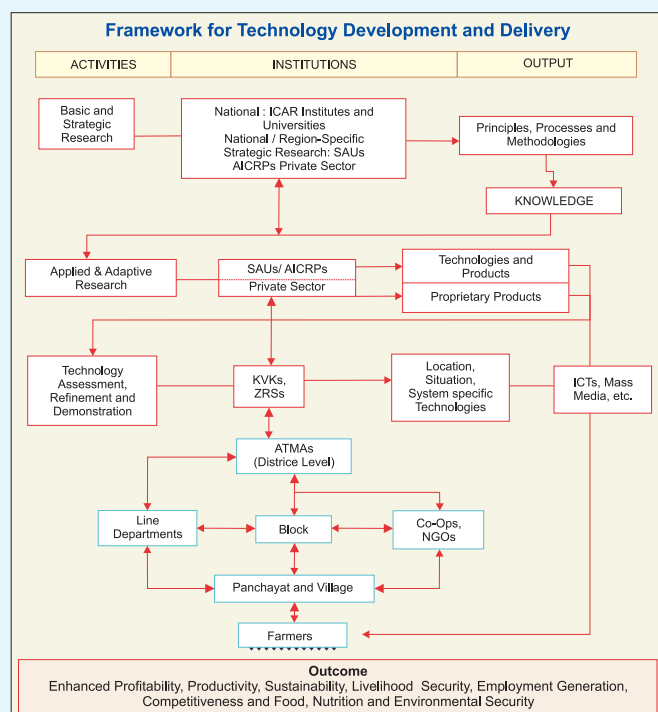 Framework for Technology Development and Delivery
ACTIVITIES
INSTITUTIONS
OUTPUT
Basic and
Strategic
Research
National : ICAR Institutes and
Universities
National / Region-Specific
Strategic Research: SAUs
AICRPs Private Sector
Principles, Processes and
Methodologies
KNOWLEDGE
Applied & Adaptive
Research
SAUs/ AICRPs
Private Sector
Technologies and
Products
Proprietary Products
Technology
Assessment,
Refinement and
Demonstration
KVKs,
ZRSs
Location,
Situation,
System specific
Technologies
ICTs, Mass
Media, etc.
ATMAs
(Districe Level)
Line
Departments
Block
Co-Ops,
NGOs
Panchayat and Village
Farmers
Outcome
Enhanced Profitability, Productivity, Sustainability, Livelihood Security, Employment Generation,
Competitiveness and Food, Nutrition and Environmental Security